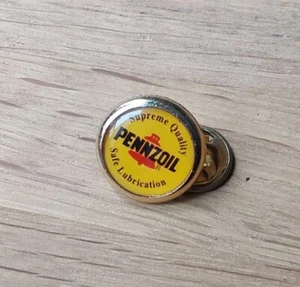 Supreme Quality
PENNZOIL
Safe Lubrication